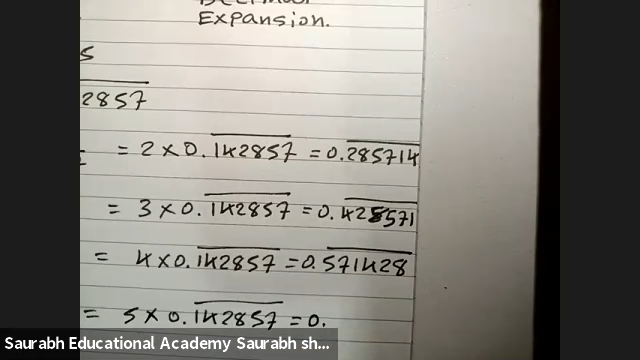 Expansion.
5
2857
= 2 × 0.142857 = 0.285714
= 3 × 0.142857 = 0.428571
= 4 × 0.142857 = 0.571428
= 5 × 0.142857 = 0.
Saurabh Educational Academy Saurabh sh...